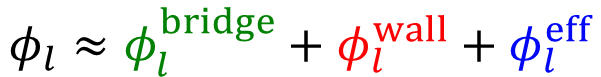 ϕ_l ≈ ϕ_l^bridge + ϕ_l^wall + ϕ_l^eff